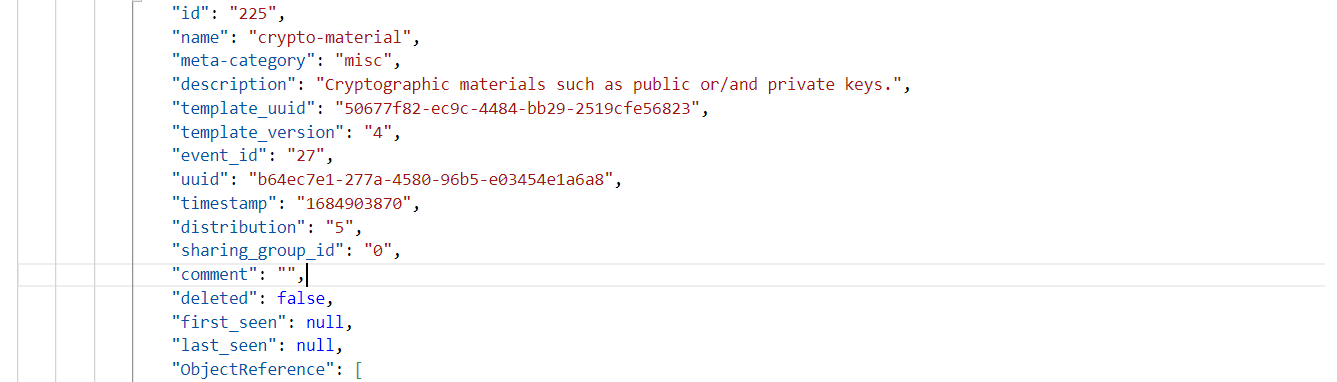 "id": "225",
"name": "crypto-material",
"meta-category": "misc",
"description": "Cryptographic materials such as public or/and private keys.",
"template_uuid": "50677f82-ec9c-4484-bb29-2519cfe56823",
"template_version": "4",
"event_id": "27",
"uuid": "b64ec7e1-277a-4580-96b5-e03454e1a6a8",
"timestamp": "1684903870",
"distribution": "5",
"sharing_group_id": "0",
"comment": "",
"deleted": false,
"first_seen": null,
"last_seen": null,
"ObjectReference": [